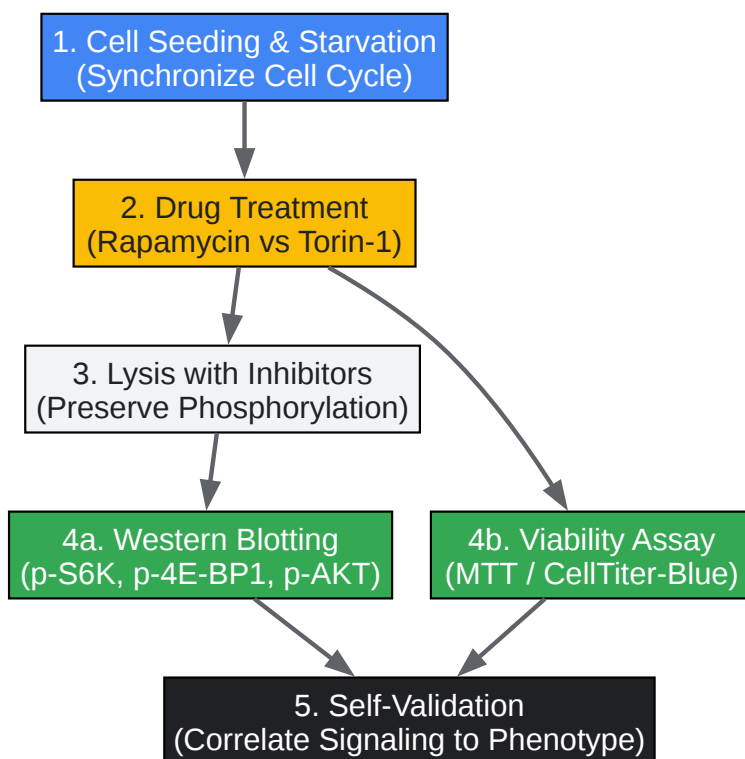 1. Cell Seeding & Starvation
(Synchronize Cell Cycle)
2. Drug Treatment
(Rapamycin vs Torin-1)
3. Lysis with Inhibitors
(Preserve Phosphorylation)
4a. Western Blotting
(p-S6K, p-4E-BP1, p-AKT)
4b. Viability Assay
(MTT / CellTiter-Blue)
5. Self-Validation
(Correlate Signaling to Phenotype)